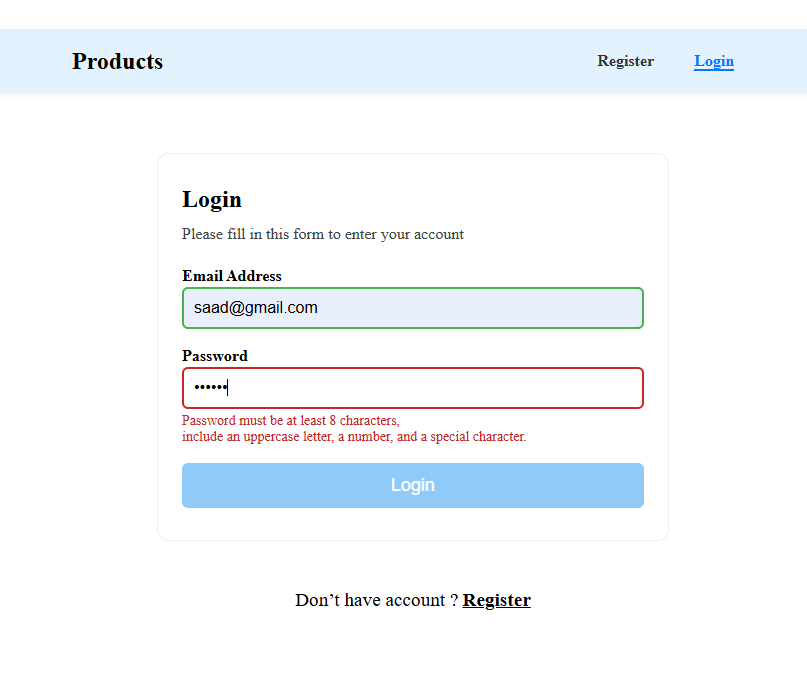 Products
Register
Login
Login
Please fill in this form to enter your account
Email Address
saad@gmail.com
Password
••••••
Password must be at least 8 characters,
include an uppercase letter, a number, and a special character.
Login
Don’t have account ? Register